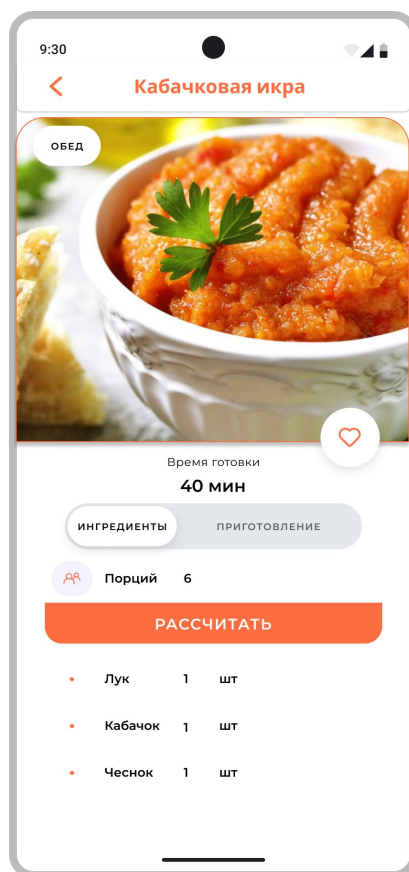 9:30
Кабачковая икра
ОБЕД
Время готовки
40 мин
ИНГРЕДИЕНТЫ ПРИГОТОВЛЕНИЕ
Порций 6
РАССЧИТАТЬ
Лук 1 шт
Кабачок 1 шт
Чеснок 1 шт